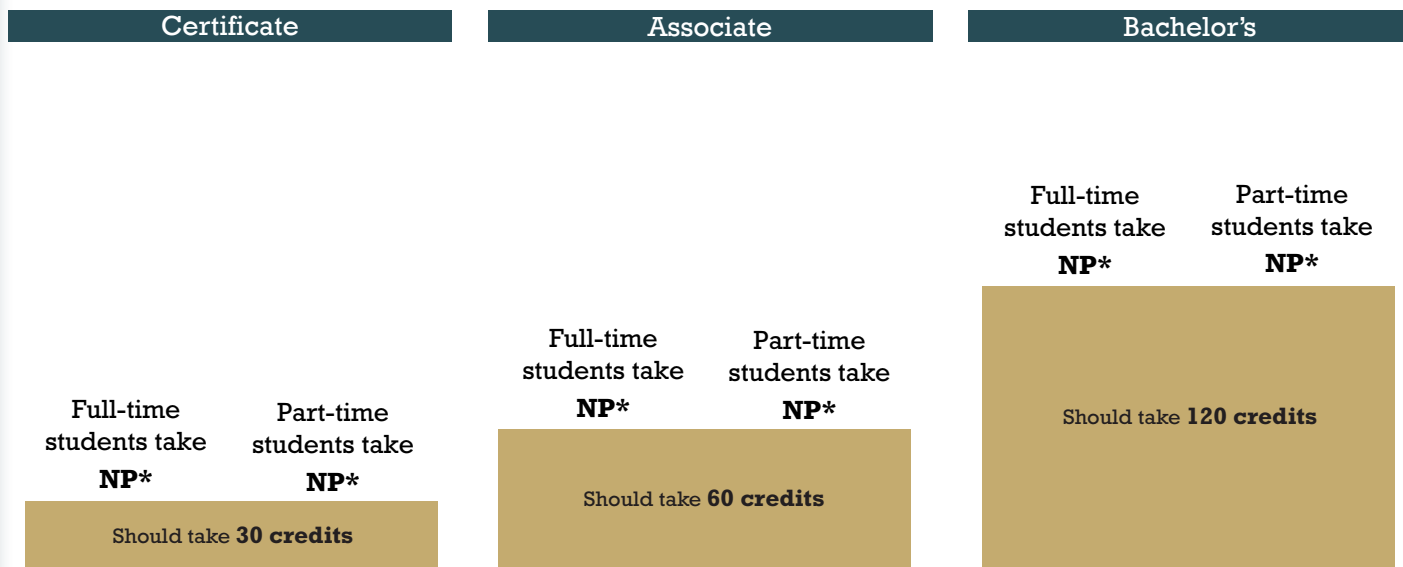 Certificate
Full-time
students take
NP*
Part-time
students take
NP*
Should take 30 credits
Associate
Full-time
students take
NP*
Part-time
students take
NP*
Should take 60 credits
Bachelor's
Full-time
students take
NP*
Part-time
students take
NP*
Should take 120 credits